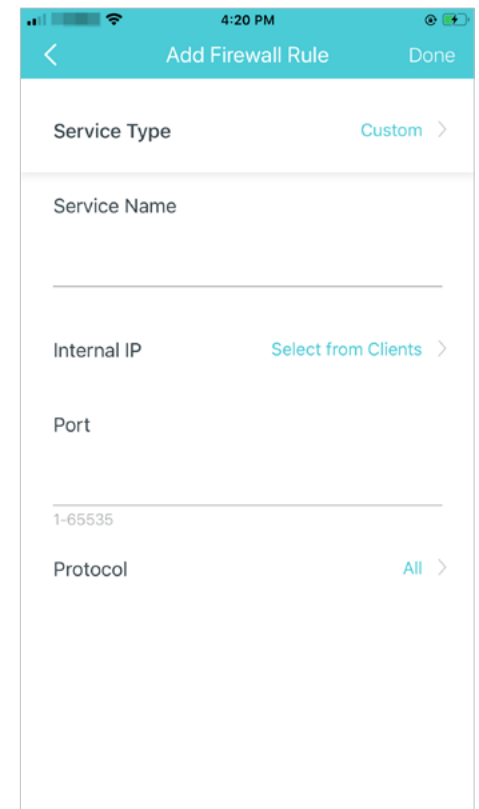 4:20 PM
Add Firewall Rule Done
Service Type Custom
Service Name
Internal IP Select from Clients
Port
1-65535
Protocol All